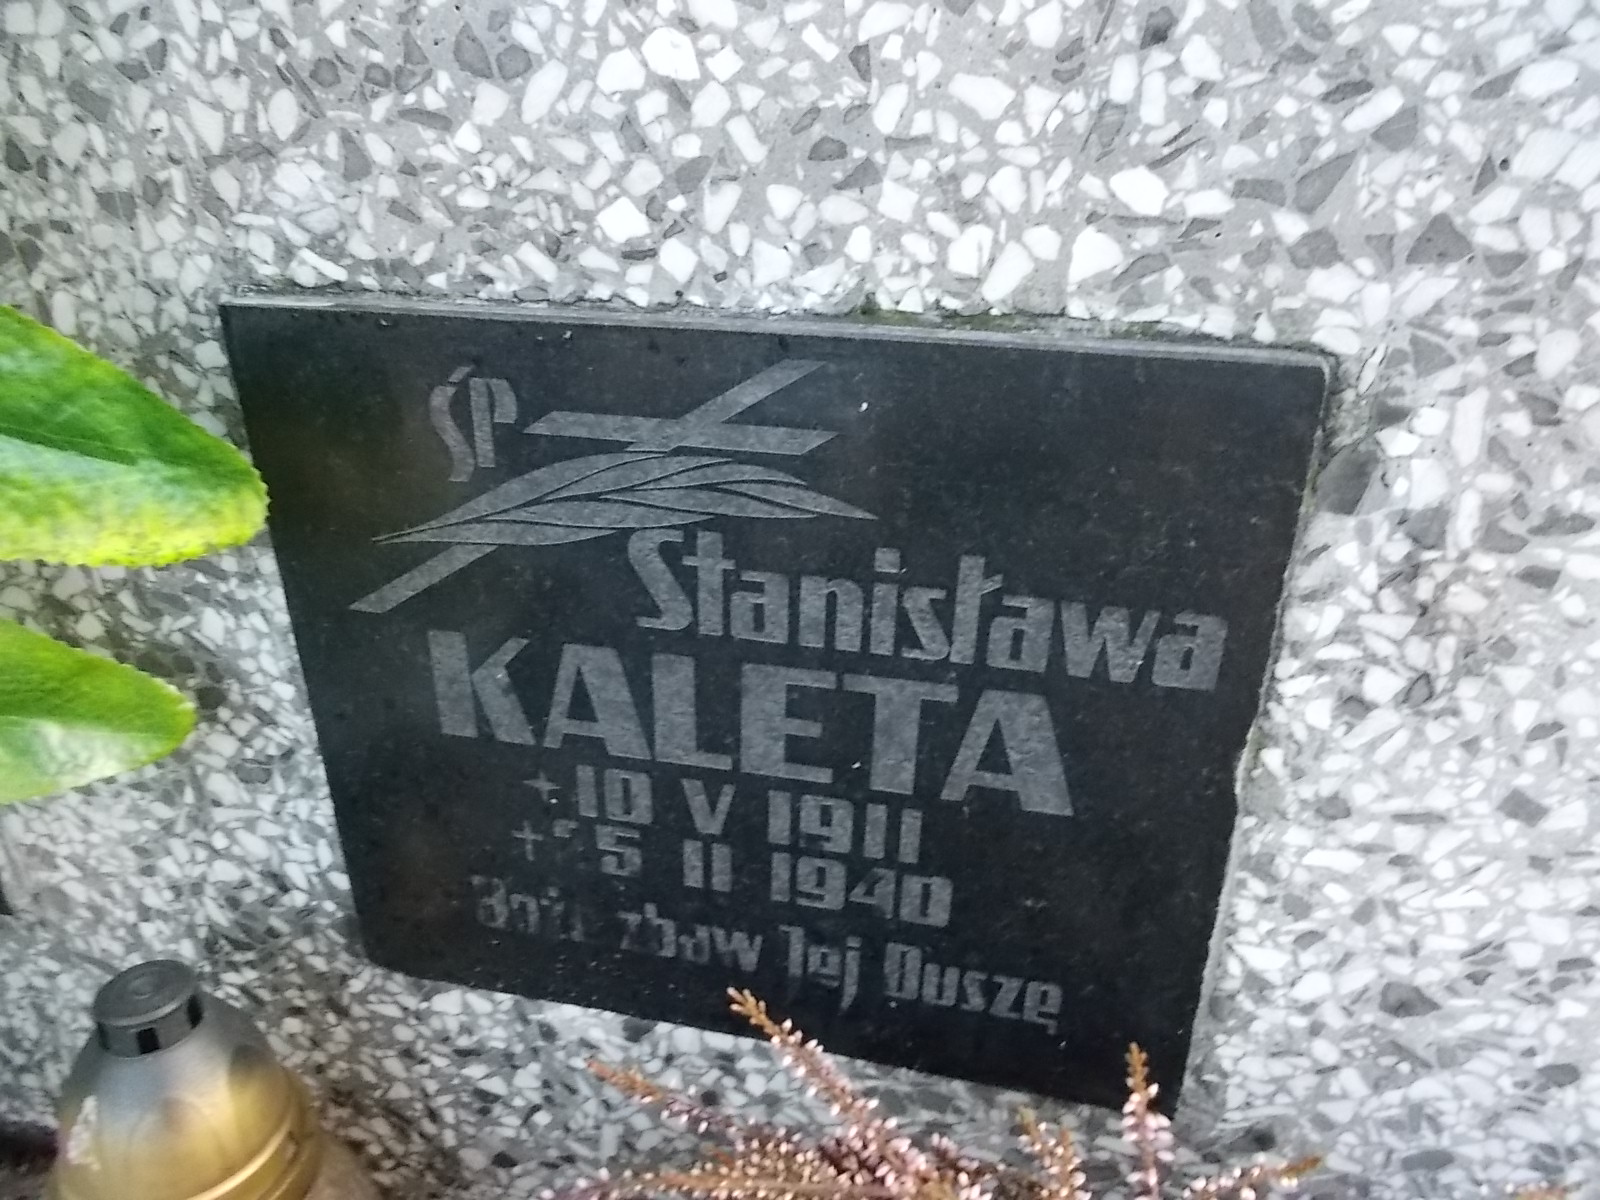 ŚP
Stanisława
KALETA
+ 10 V 1911
+ 5 II 1940
Boże zbaw Jej Duszę